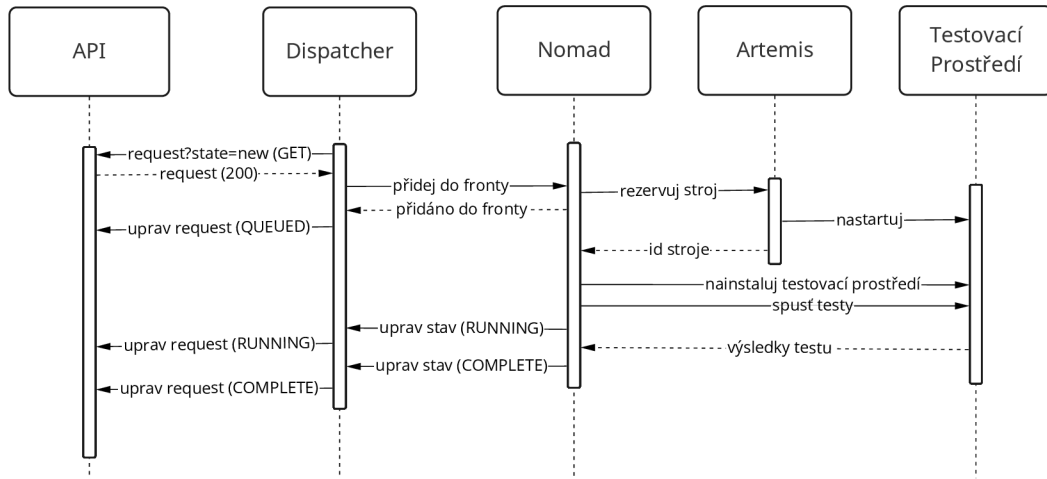 API
Dispatcher
Nomad
Artemis
Testovací
Prostředí
request?state=new (GET)
request (200)
přidej do fronty
rezervuj stroj
přidáno do fronty
nastartuj
uprav request (QUEUED)
id stroje
nainstaluj testovací prostředí
spusť testy
uprav stav (RUNNING)
uprav request (RUNNING)
výsledky testu
uprav stav (COMPLETE)
uprav request (COMPLETE)